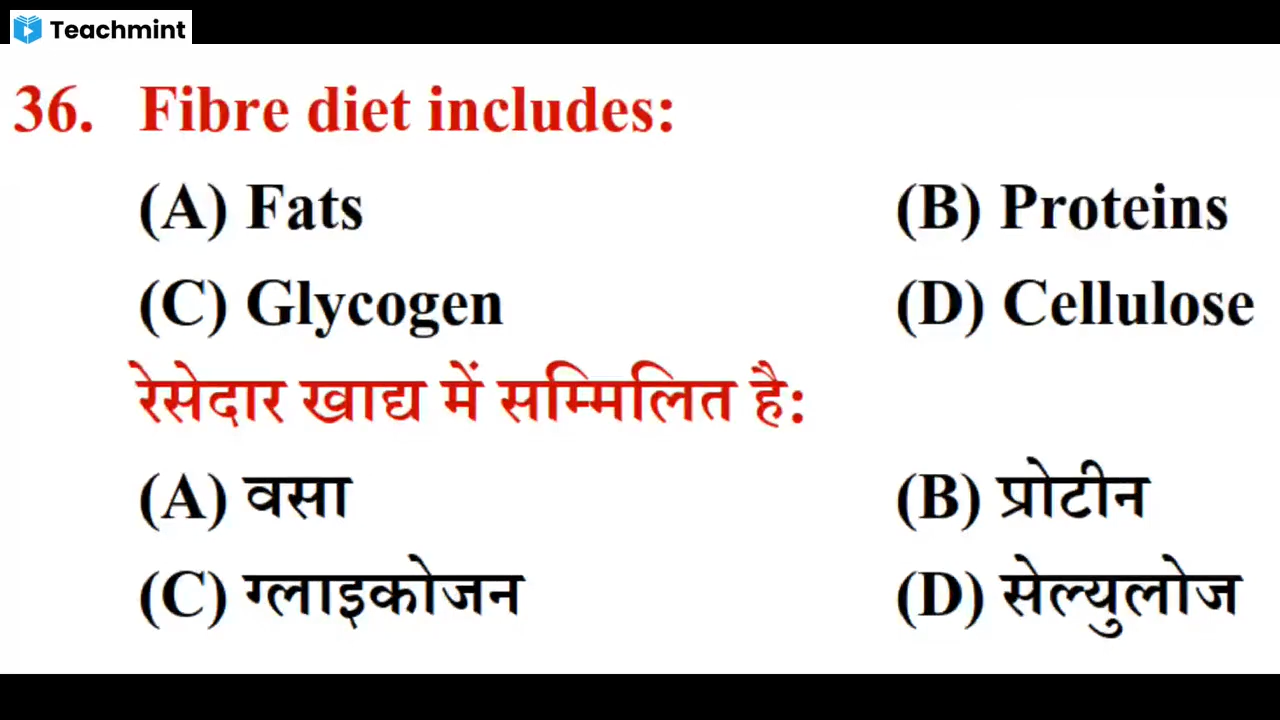 Teachmint
36. Fibre diet includes:
(A) Fats (B) Proteins
(C) Glycogen (D) Cellulose
रेसेदार खाद्य में सम्मिलित है:
(A) वसा (B) प्रोटीन
(C) ग्लाइकोजन (D) सेल्युलोज